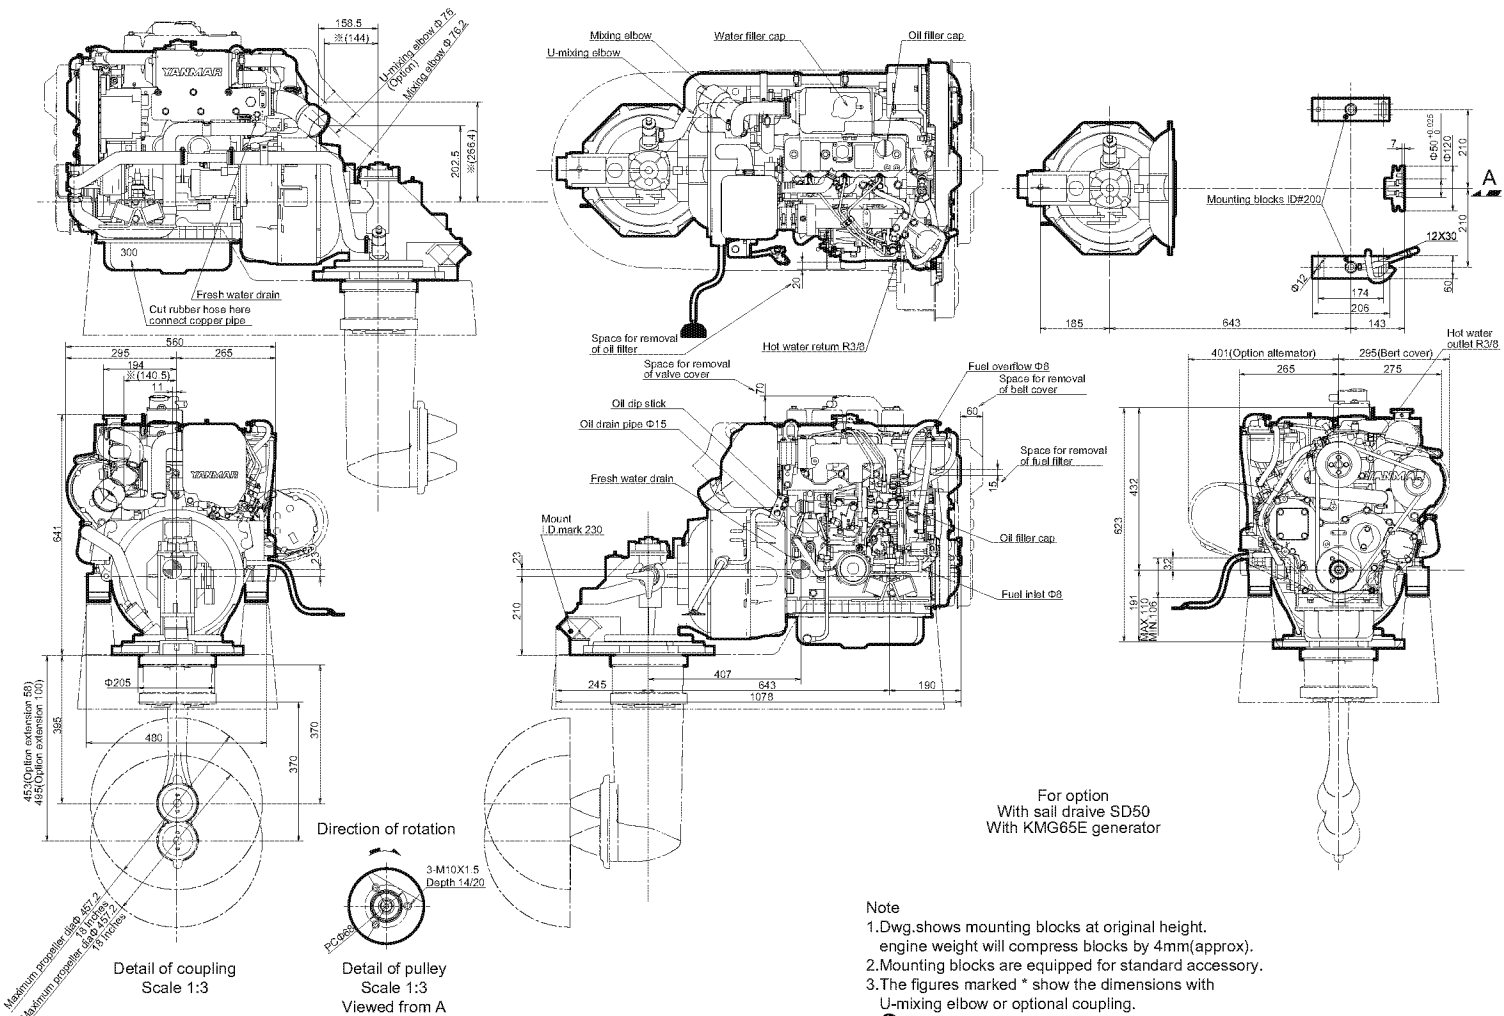 158.5
※(144)
U-mixing elbow Φ 76
(Option)
Mixing elbow Φ 76.2
YANMAR
202.5
※(266.4)
300
Fresh water drain
Cut rubber hose here
connect copper pipe
Mixing elbow
U-mixing elbow
Water filler cap
Oil filler cap
20
Space for removal
of oil filter
Hot water return R3/8
7
Φ50 +0.025 0
Φ120
210
A
Mounting blocks ID#200
210
12X30
Φ12
174
206
60
185
643
143
560
295
265
194
※(140.5)
11
641
YANMAR
23
Φ205
480
395
453(Option extension 58)
495(Option extension 100)
370
370
Maximum propeller diaΦ 457.2
18 Inches
Maximum propeller diaΦ 457.2
18 Inches
Detail of coupling
Scale 1:3
Direction of rotation
3-M10X1.5
Depth 14/20
PCΦ68
Detail of pulley
Scale 1:3
Viewed from A
Space for removal
of valve cover
70
Oil dip stick
Oil drain pipe Φ15
Fresh water drain
Mount
I.D.mark 230
Fuel overflow Φ8
Space for removal
of belt cover
60
Space for removal
of fuel filter
15
Oil filler cap
Fuel inlet Φ8
23
210
407
245
643
190
1078
Hot water
outlet R3/8
401(Option alternator)
295(Bert cover)
265
275
YANMAR
432
623
32
191
MAX.110
MIN.106
For option
With sail draive SD50
With KMG65E generator
Note
1.Dwg.shows mounting blocks at original height.
engine weight will compress blocks by 4mm(approx).
2.Mounting blocks are equipped for standard accessory.
3.The figures marked * show the dimensions with
U-mixing elbow or optional coupling.